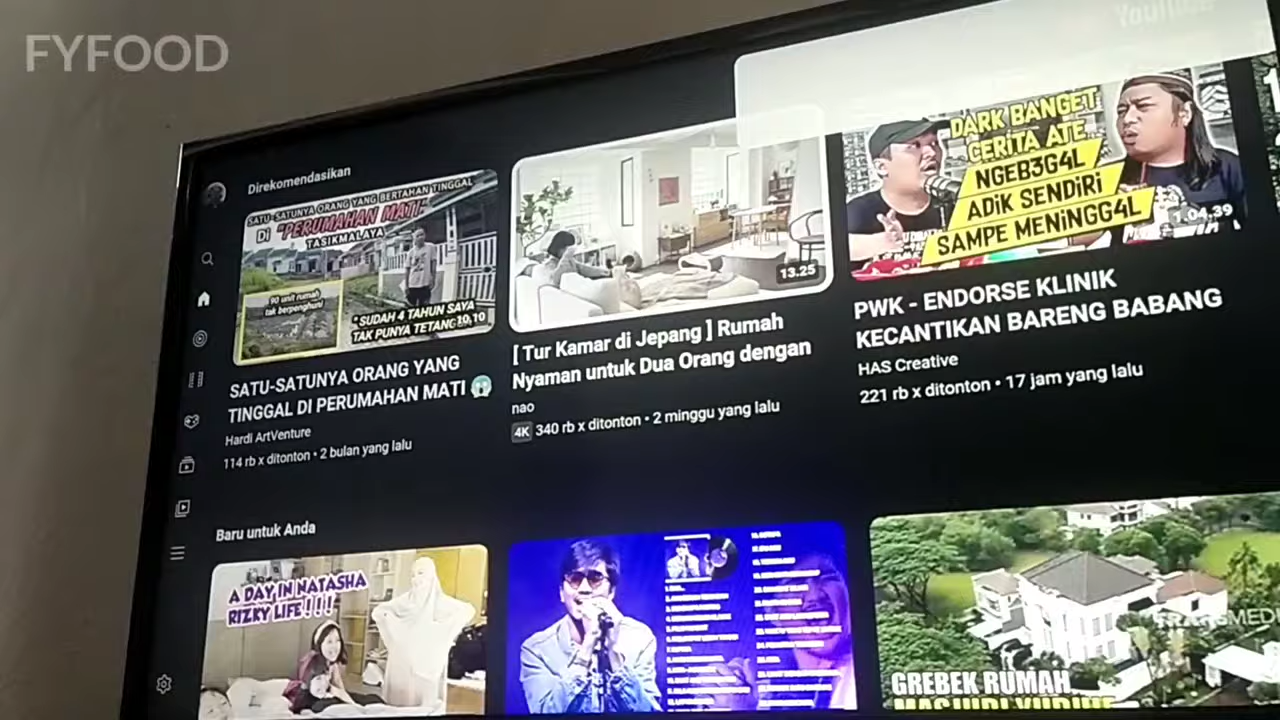 FYFOOD
YouTube
Direkomendasikan
SATU-SATUNYA ORANG YANG BERTAHAN TINGGAL
DI "PERUMAHAN MATI"
TASIKMALAYA
90 unit rumah
tak berpenghuni
"SUDAH 4 TAHUN SAYA
TAK PUNYA TETANGG
10.10
SATU-SATUNYA ORANG YANG
TINGGAL DI PERUMAHAN MATI
Hardi ArtVenture
114 rb x ditonton • 2 bulan yang lalu
13.25
[ Tur Kamar di Jepang ] Rumah
Nyaman untuk Dua Orang dengan
nao
4K 340 rb x ditonton • 2 minggu yang lalu
DARK BANGET
CERITA ATE
NGEB3G4L
ADiK SENDiRi
SAMPE MENiNGG4L
1.04.39
PWK - ENDORSE KLINIK
KECANTIKAN BARENG BABANG
HAS Creative
221 rb x ditonton • 17 jam yang lalu
Baru untuk Anda
A DAY IN NATASHA
RIZKY LIFE!!!
TRANSMEDI
GREBEK RUMAH